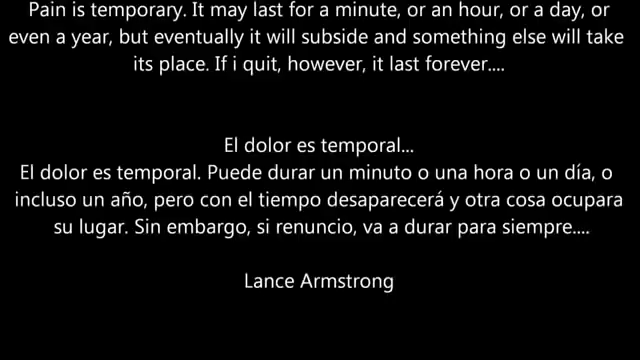 Pain is temporary. It may last for a minute, or an hour, or a day, or
even a year, but eventually it will subside and something else will take
its place. If i quit, however, it last forever....
El dolor es temporal...
El dolor es temporal. Puede durar un minuto o una hora o un día, o
incluso un año, pero con el tiempo desaparecerá y otra cosa ocupara
su lugar. Sin embargo, si renuncio, va a durar para siempre....
Lance Armstrong